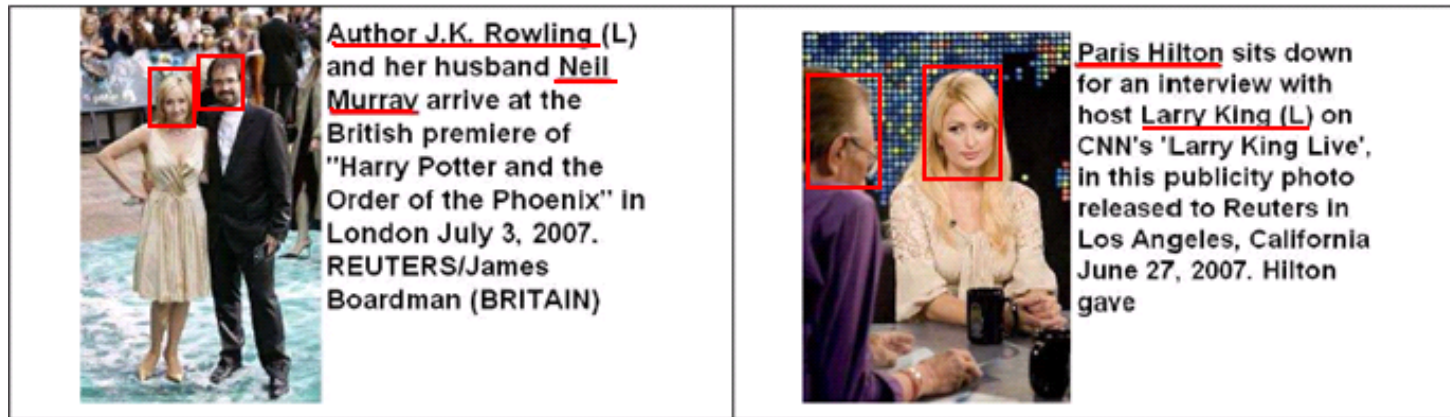 Author J.K. Rowling (L)
and her husband Neil
Murray arrive at the
British premiere of
"Harry Potter and the
Order of the Phoenix" in
London July 3, 2007.
REUTERS/James
Boardman (BRITAIN)
Paris Hilton sits down
for an interview with
host Larry King (L) on
CNN's 'Larry King Live',
in this publicity photo
released to Reuters in
Los Angeles, California
June 27, 2007. Hilton
gave